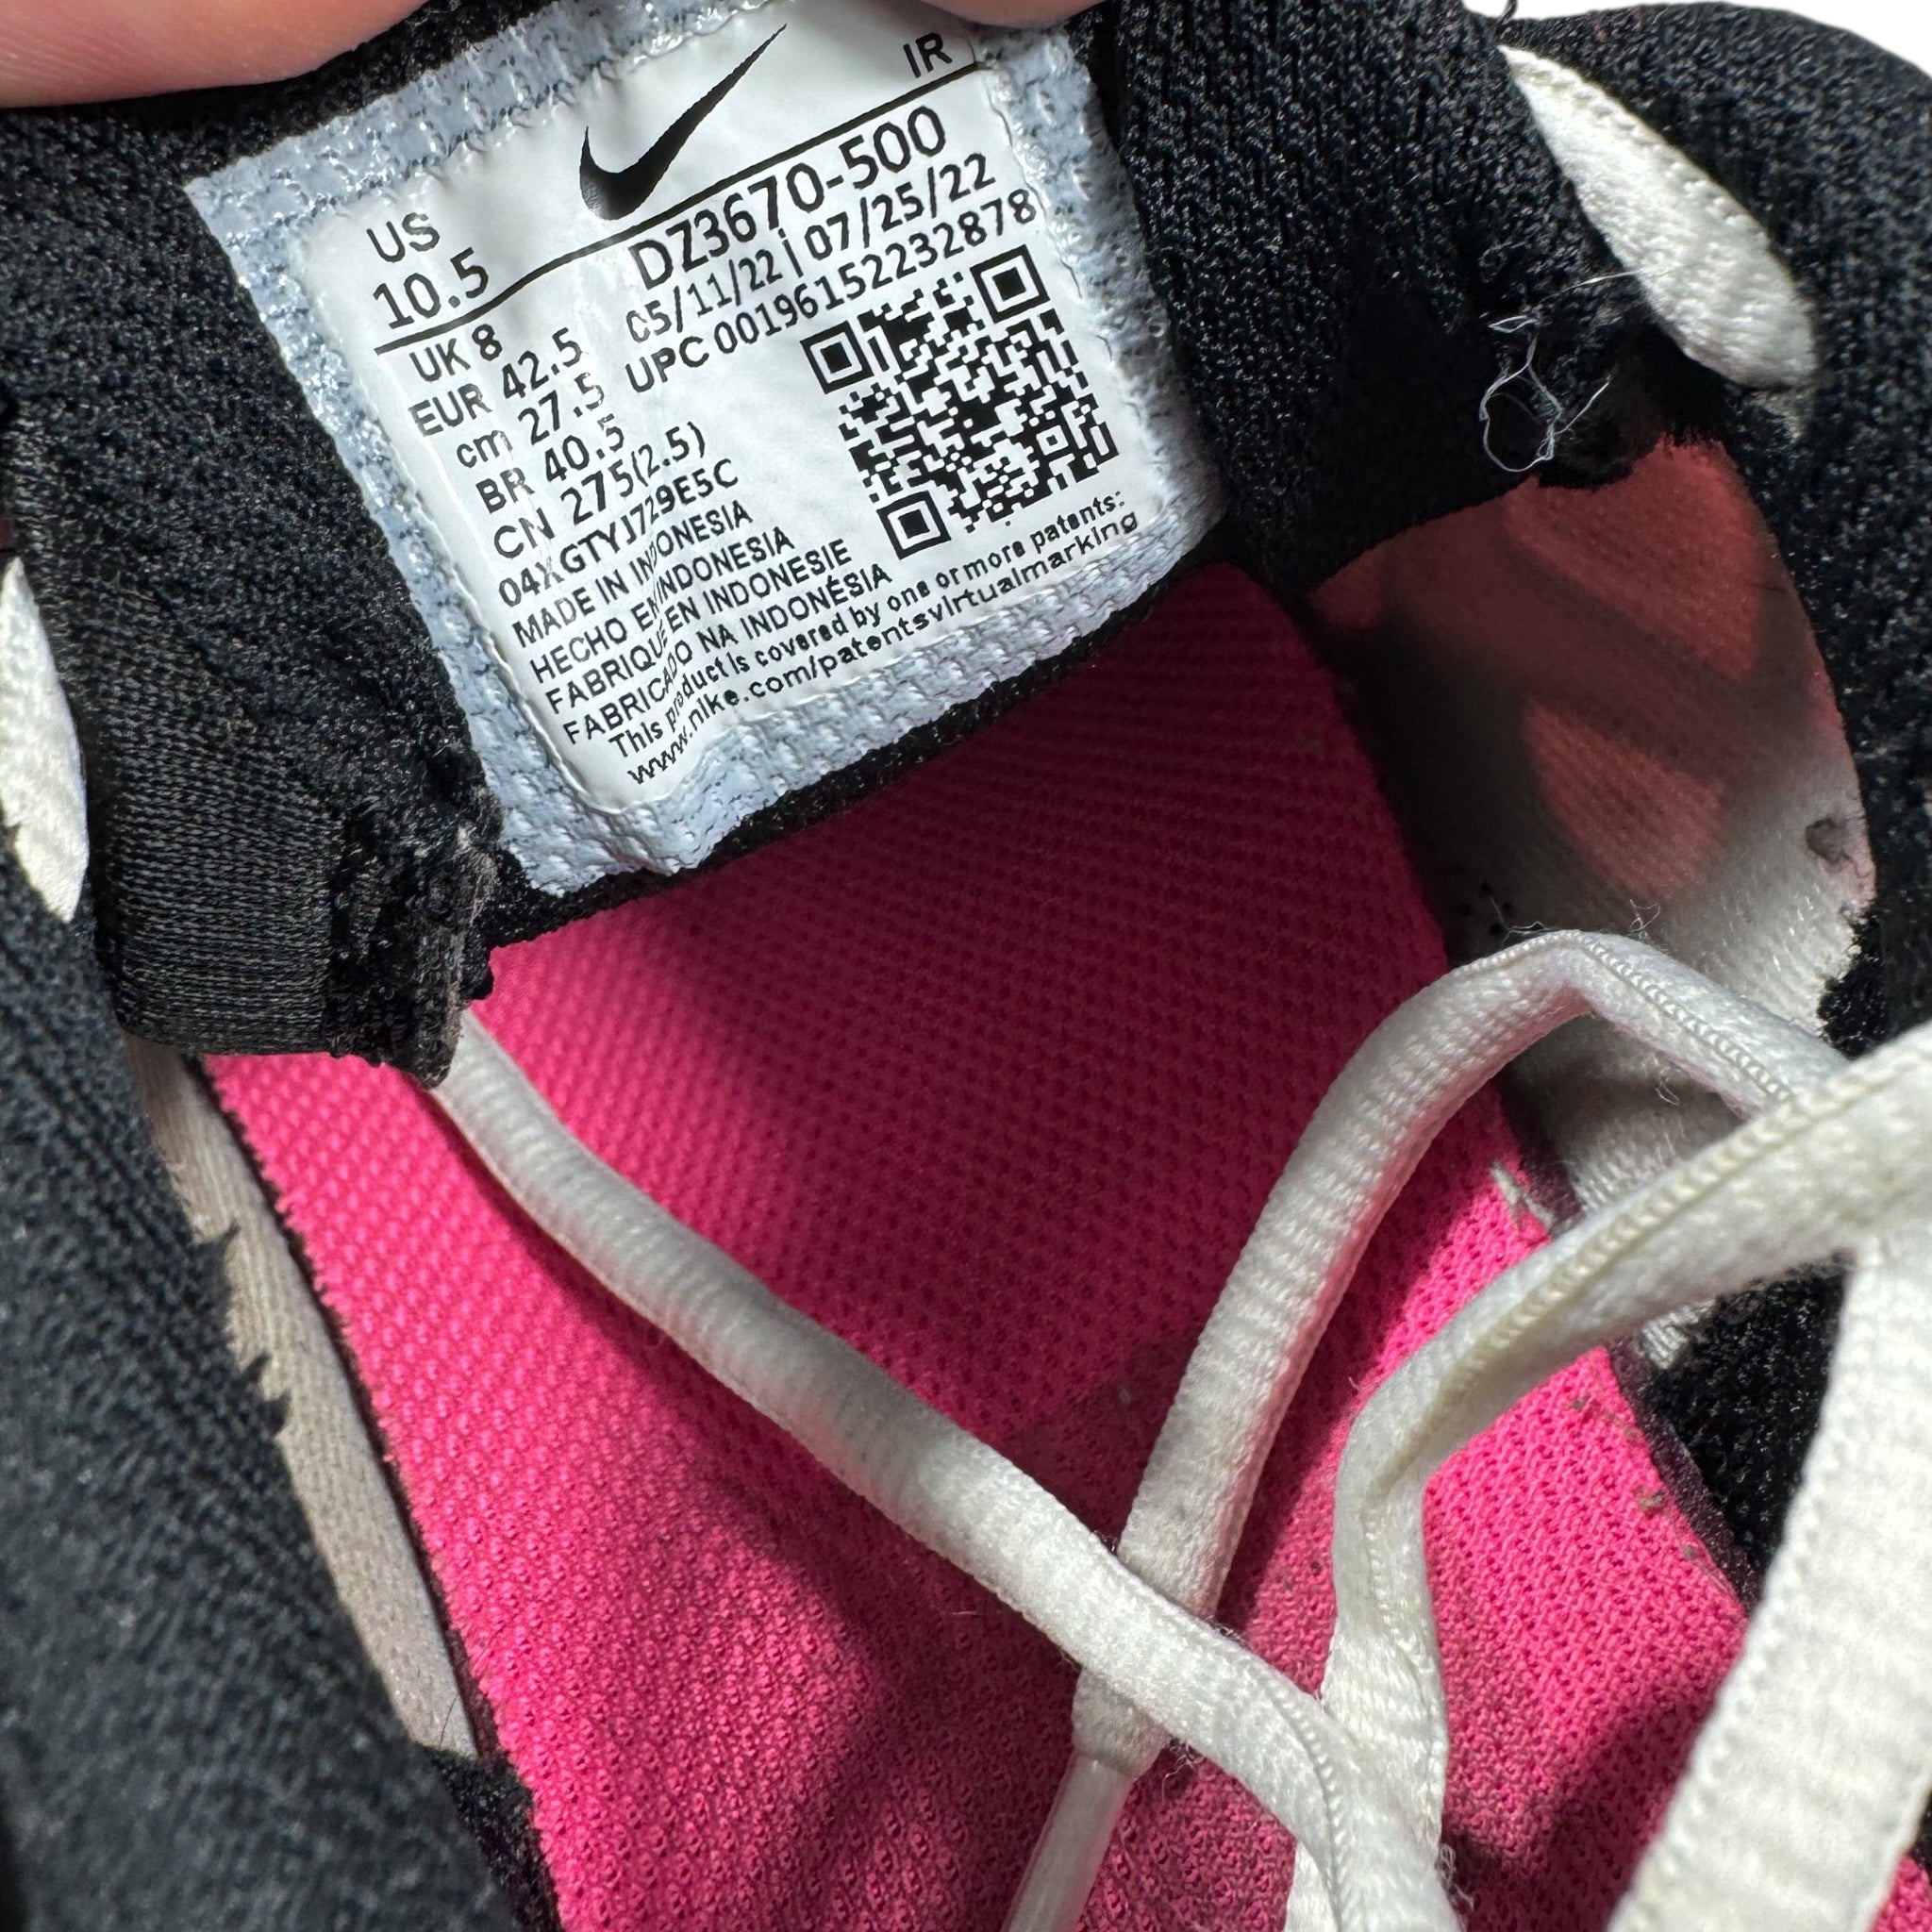 IR
US
10.5
DZ3670-500
05/11/22 | 07/25/22
UPC 00196152232878
UK 8
EUR 42.5
cm 27.5
BR 40.5
CN 275(2.5)
04XGTYJ729E5C
MADE IN INDONESIA
HECHO EN INDONESIA
FABRIQUE EN INDONESIE
FABRICADO NA INDONÉSIA
This product is covered by one or more patents:
www.nike.com/patentsvirtualmarking